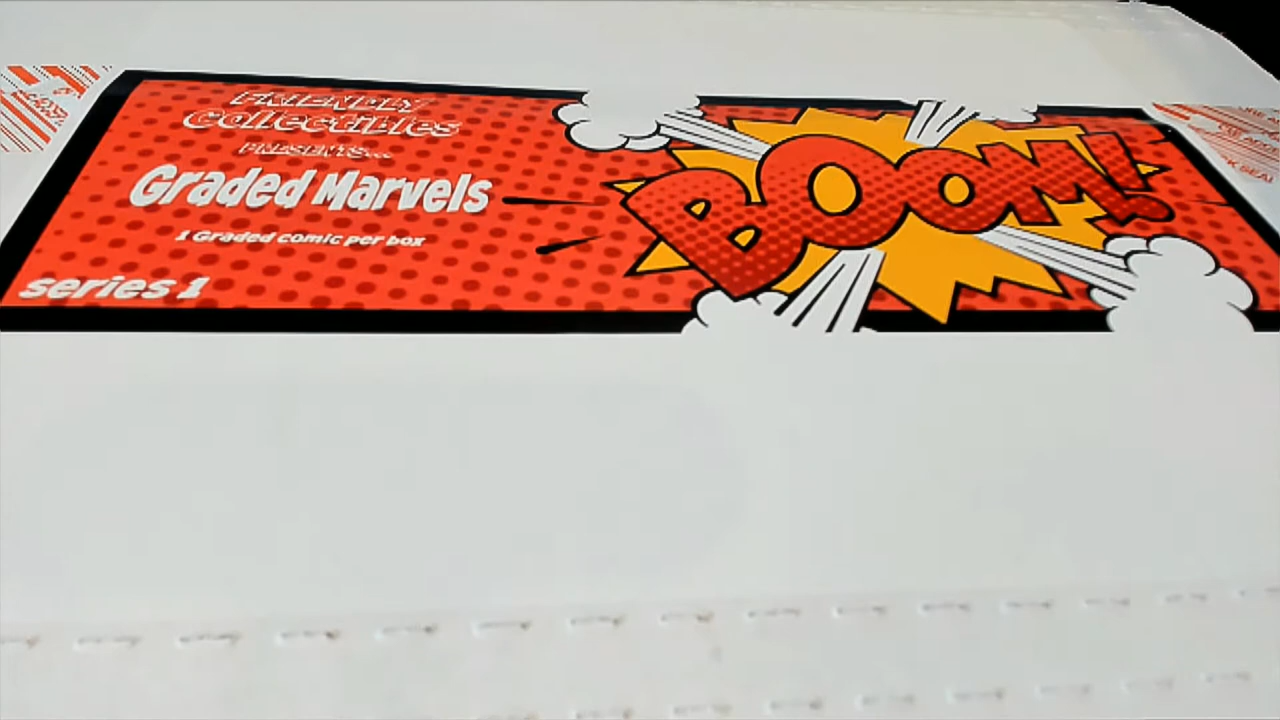 FRIENDLY
Collectibles
PRESENTS...
Graded Marvels
1 Graded comic per box
series 1
BOOM!